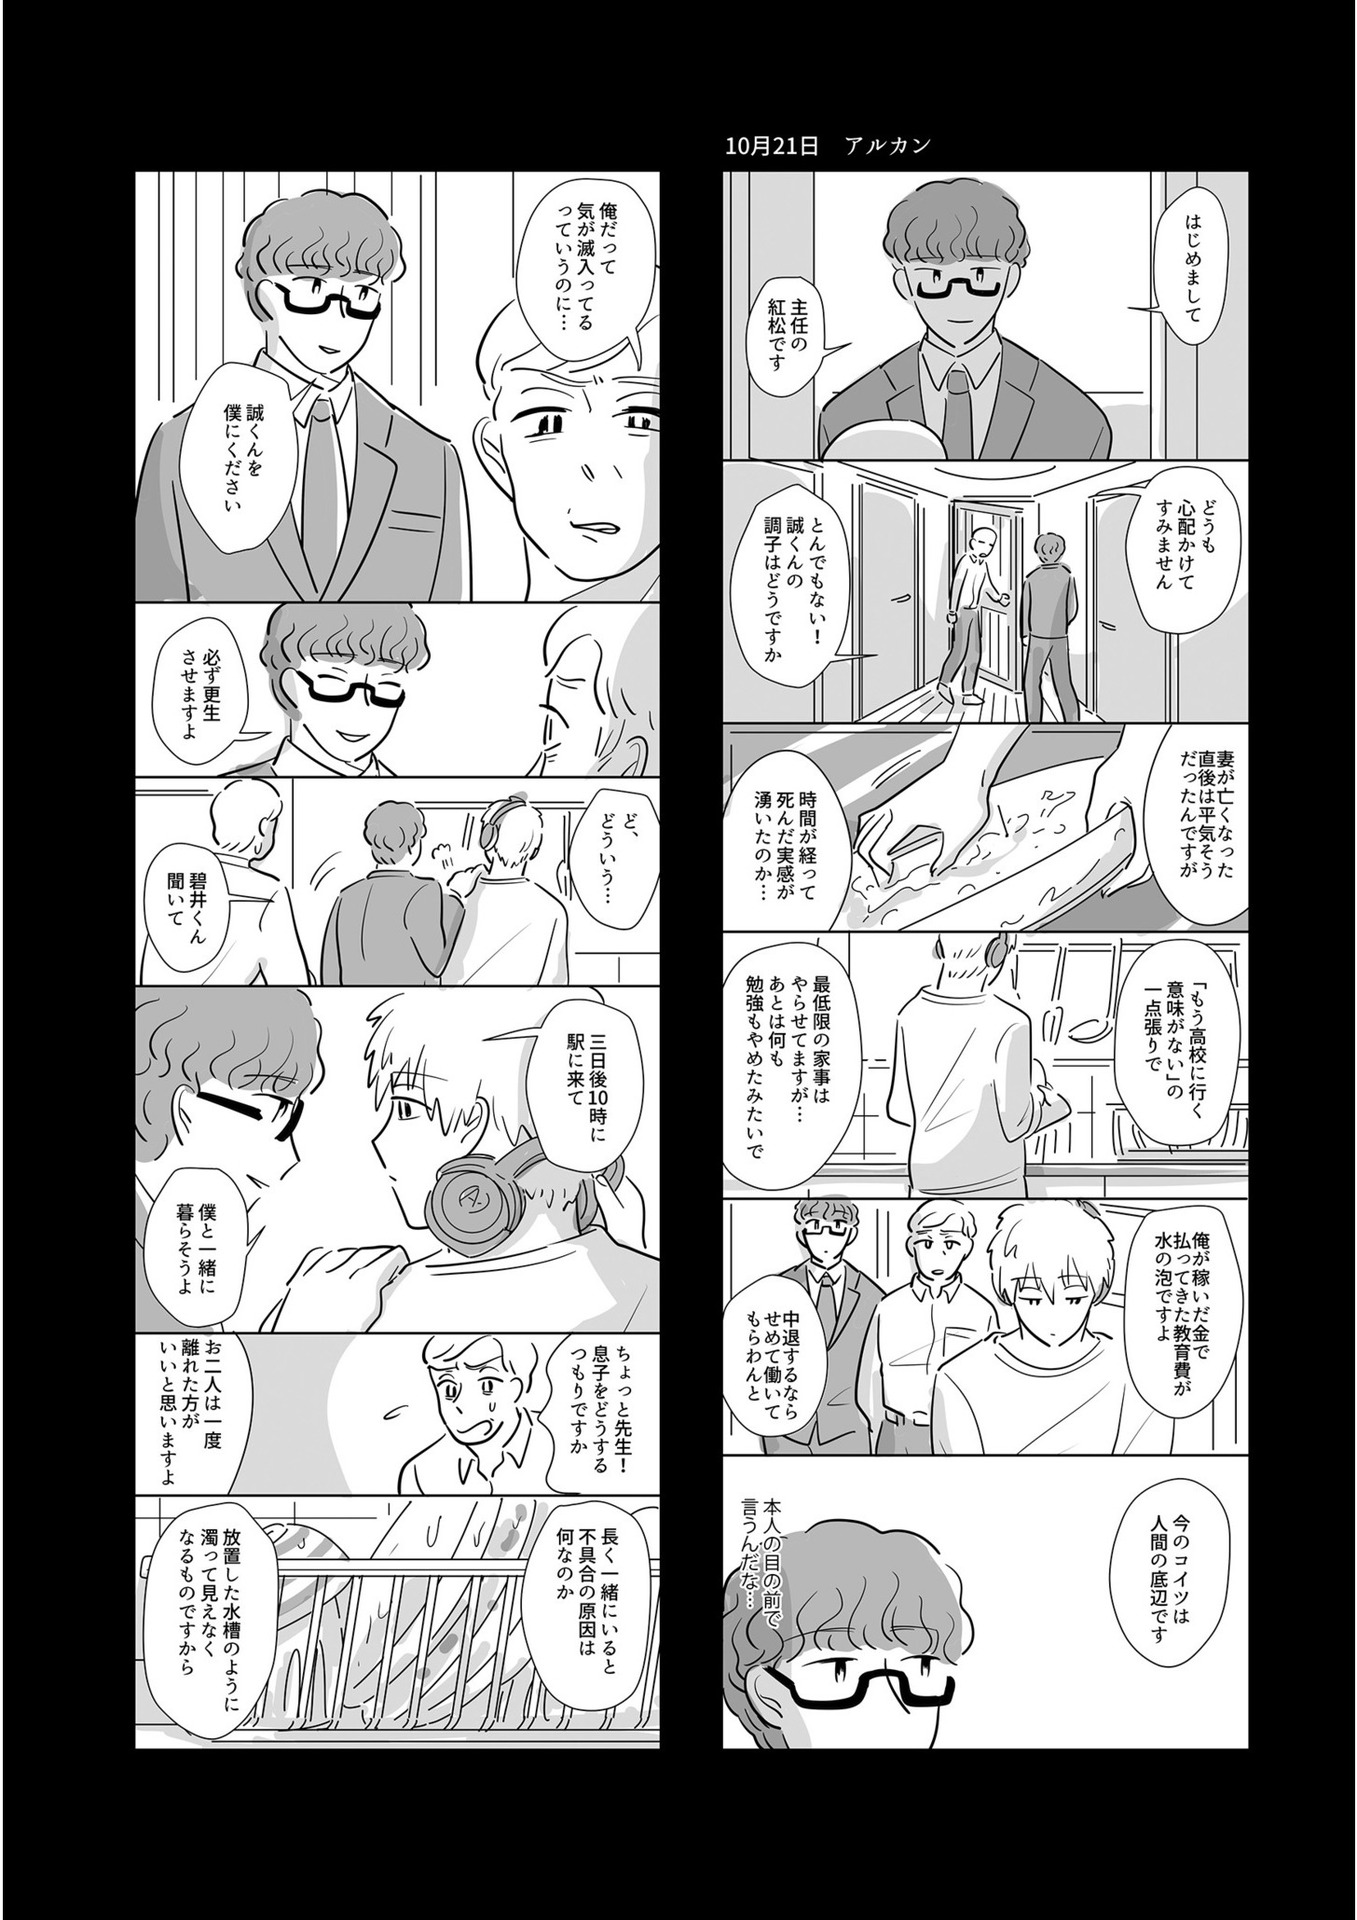 10月21日　アルカン
はじめまして
主任の
紅松です
どうも
心配かけて
すみません
とんでもない！
誠くんの
調子はどうですか
妻が亡くなった
直後は平気そう
だったんですが
時間が経って
死んだ実感が
湧いたのか…
「もう高校に行く
意味がない」の
一点張りで
最低限の家事は
やらせてますが…
あとは何も
勉強もやめたみたいで
俺が稼いだ金で
払ってきた教育費が
水の泡ですよ
中退するなら
せめて働いて
もらわんと
今のコイツは
人間の底辺です
本人の目の前で
言うんだな…
俺だって
気が滅入ってる
っていうのに…
誠くんを
僕にください
必ず更生
させますよ
ど、
どういう…
碧井くん
聞いて
三日後10時に
駅に来て
僕と一緒に
暮らそうよ
ちょっと先生！
息子をどうする
つもりですか
お二人は一度
離れた方が
いいと思いますよ
長く一緒にいると
不具合の原因は
何なのか
放置した水槽のように
濁って見えなく
なるものですから